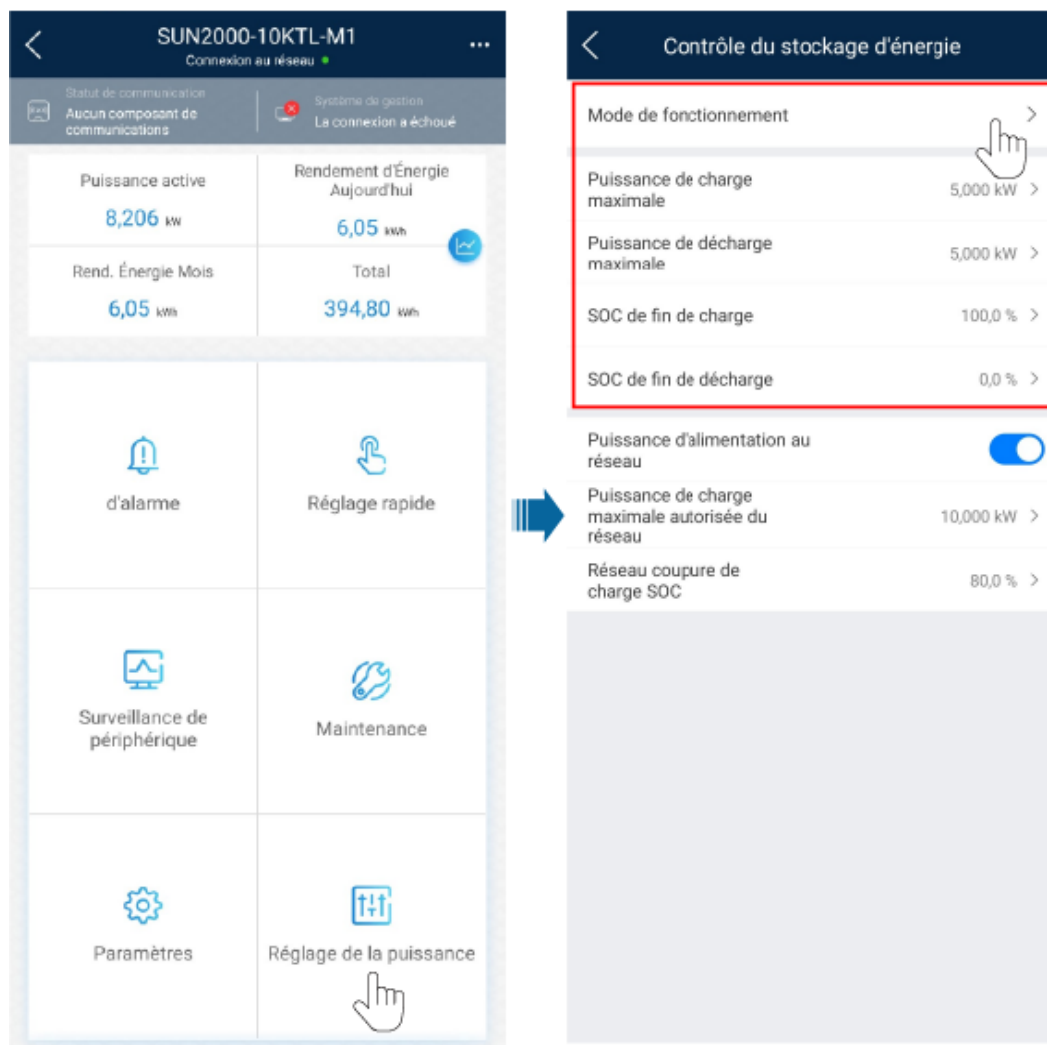 SUN2000-10KTL-M1
Connexion au réseau
Statut de communication
Aucun composant de
communications
Système de gestion
La connexion a échoué
Puissance active
8,206 kW
Rendement d'Énergie
Aujourd'hui
6,05 kWh
Rend. Énergie Mois
6,05 kWh
Total
394,80 kWh
d'alarme
Réglage rapide
Surveillance de
périphérique
Maintenance
Paramètres
Réglage de la puissance
Contrôle du stockage d'énergie
Mode de fonctionnement
Puissance de charge
maximale
5,000 kW
Puissance de décharge
maximale
5,000 kW
SOC de fin de charge
100,0 %
SOC de fin de décharge
0,0 %
Puissance d'alimentation au
réseau
Puissance de charge
maximale autorisée du
réseau
10,000 kW
Réseau coupure de
charge SOC
80,0 %